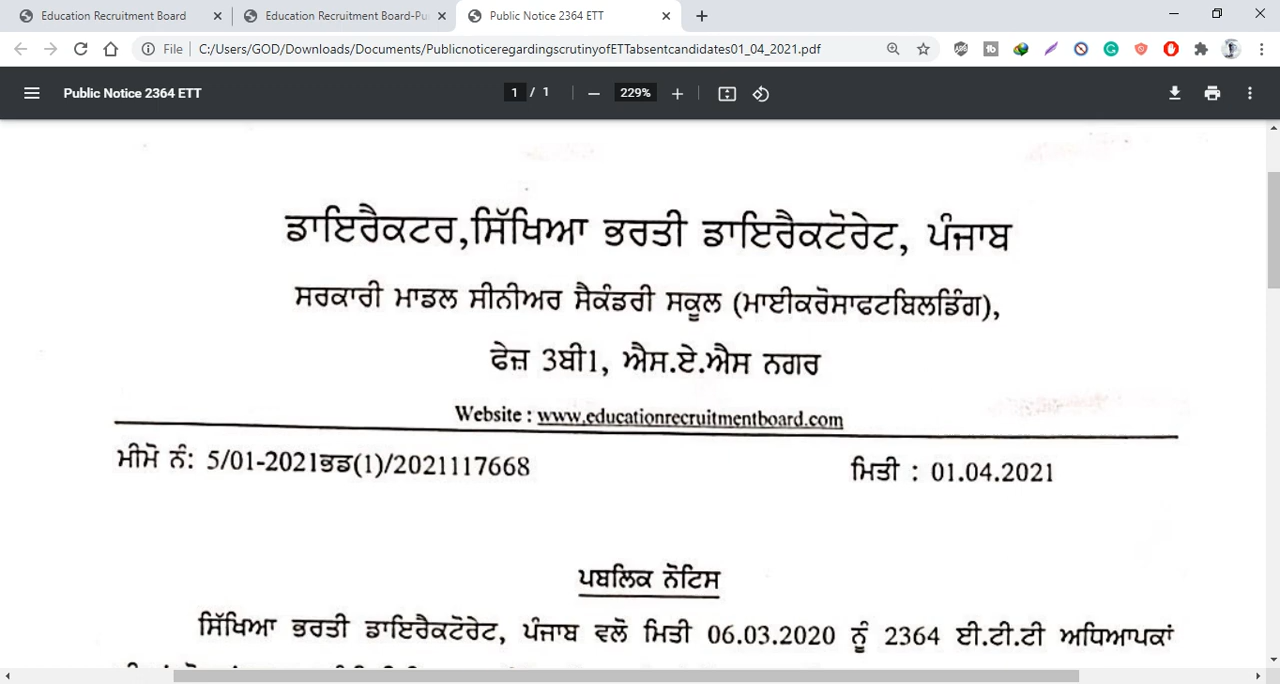 Education Recruitment Board
Education Recruitment Board-Pu
Public Notice 2364 ETT
File
C:/Users/GOD/Downloads/Documents/PublicnoticeregardingscrutinyofETTabsentcandidates01_04_2021.pdf
Public Notice 2364 ETT
1 / 1
229%
ਡਾਇਰੈਕਟਰ,ਸਿੱਖਿਆ ਭਰਤੀ ਡਾਇਰੈਕਟੋਰੇਟ, ਪੰਜਾਬ
ਸਰਕਾਰੀ ਮਾਡਲ ਸੀਨੀਅਰ ਸੈਕੰਡਰੀ ਸਕੂਲ (ਮਾਈਕਰੋਸਾਫਟਬਿਲਡਿੰਗ),
ਫੇਜ਼ 3ਬੀ1, ਐਸ.ਏ.ਐਸ ਨਗਰ
Website : www.educationrecruitmentboard.com
ਮੀਮੋ ਨੰ: 5/01-2021ਭਡ(1)/2021117668
ਮਿਤੀ : 01.04.2021
ਪਬਲਿਕ ਨੋਟਿਸ
ਸਿੱਖਿਆ ਭਰਤੀ ਡਾਇਰੈਕਟੋਰੇਟ, ਪੰਜਾਬ ਵਲੋਂ ਮਿਤੀ 06.03.2020 ਨੂੰ 2364 ਈ.ਟੀ.ਟੀ ਅਧਿਆਪਕਾਂ